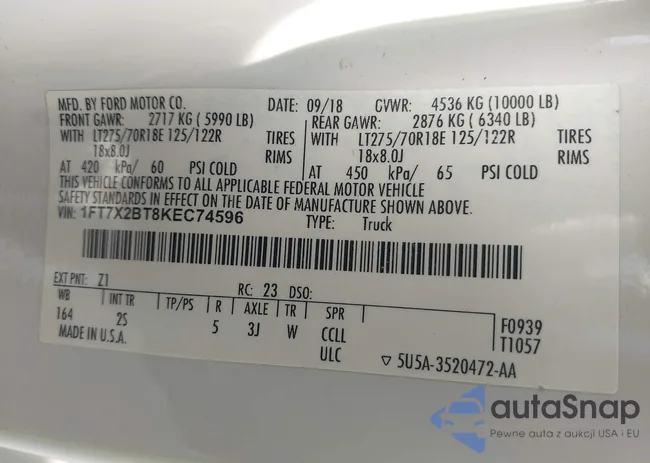 MFD. BY FORD MOTOR CO. DATE: 09/18 GVWR: 4536 KG (10000 LB)
FRONT GAWR: 2717 KG ( 5990 LB) REAR GAWR: 2876 KG ( 6340 LB)
WITH LT275/70R18E 125/122R TIRES WITH LT275/70R18E 125/122R TIRES
18x8.0J RIMS 18x8.0J RIMS
AT 420 kPa/ 60 PSI COLD AT 450 kPa/ 65 PSI COLD
THIS VEHICLE CONFORMS TO ALL APPLICABLE FEDERAL MOTOR VEHICLE
SAFETY STANDARDS IN EFFECT ON THE DATE OF MANUFACTURE SHOWN ABOVE.
VIN: 1FT7X2BT8KEC74596 TYPE: Truck
EXT PNT: Z1 RC: 23 DSO:
WB INT TR TP/PS R AXLE TR SPR F0939
164 2S 5 3J W CCLL T1057
MADE IN U.S.A. ULC 5U5A-3520472-AA
autaSnap
Pewne auta z aukcji USA i EU